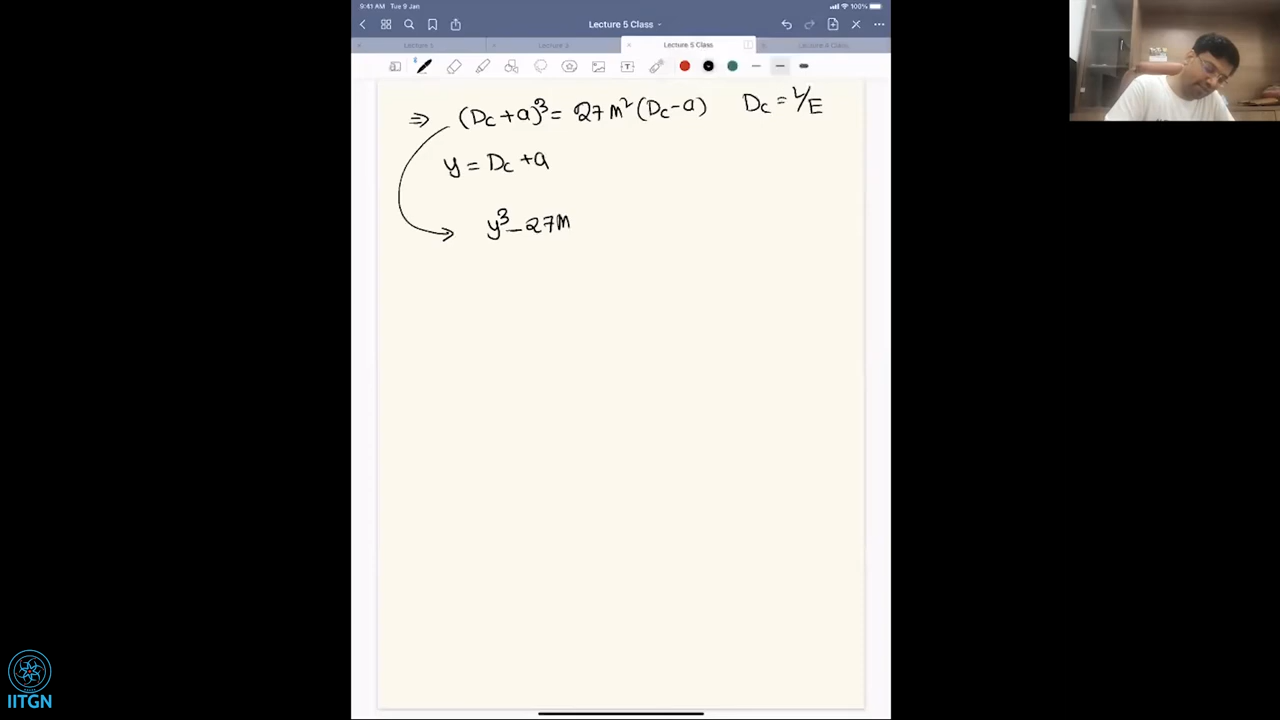 9:41 AM Tue 9 Jan
100%
Lecture 5 Class
Lecture 5 Class
⇒ (Dc + a)³ = 27 m² (Dc - a) Dc = L/E
y = Dc + a
y³ - 27m
IITGN